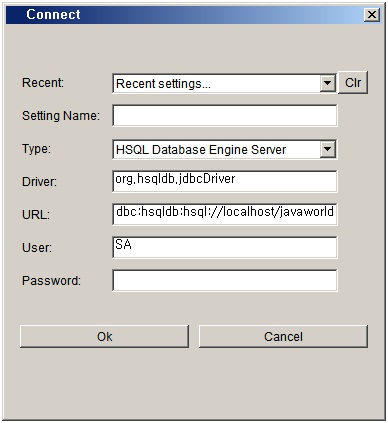 Connect
Recent: Recent settings... Clr
Setting Name:
Type: HSQL Database Engine Server
Driver: org.hsqldb.jdbcDriver
URL: dbc:hsqldb:hsql://localhost/javaworld
User: SA
Password:
Ok Cancel